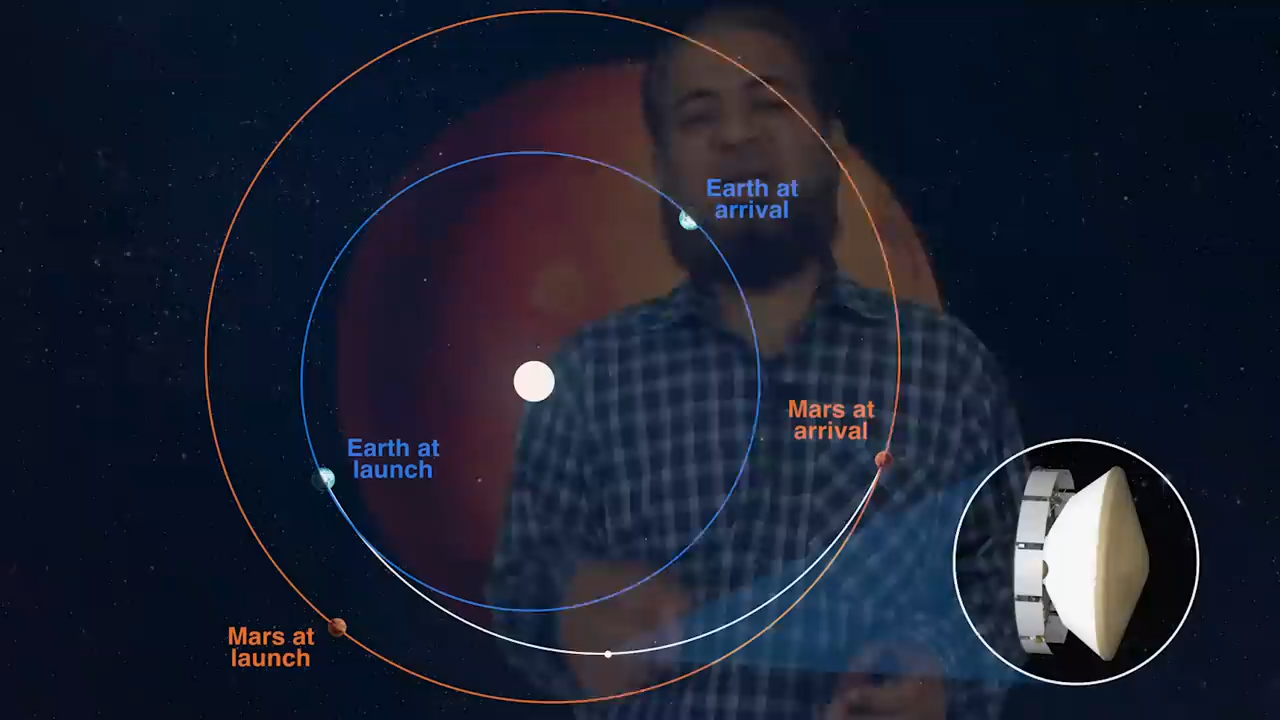 Earth at
arrival
Mars at
arrival
Earth at
launch
Mars at
launch